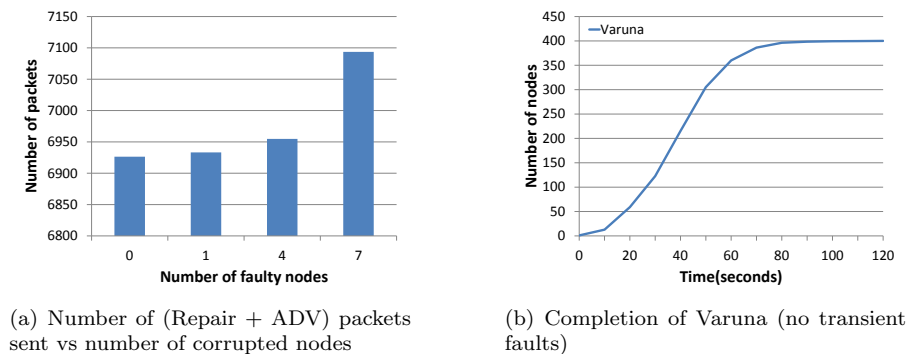 7150
7100
7050
7000
6950
6900
6850
6800
Number of packets
0 1 4 7
Number of faulty nodes
(a) Number of (Repair + ADV) packets
sent vs number of corrupted nodes
450
400
350
300
250
200
150
100
50
0
Number of nodes
Varuna
0 20 40 60 80 100 120
Time(seconds)
(b) Completion of Varuna (no transient
faults)